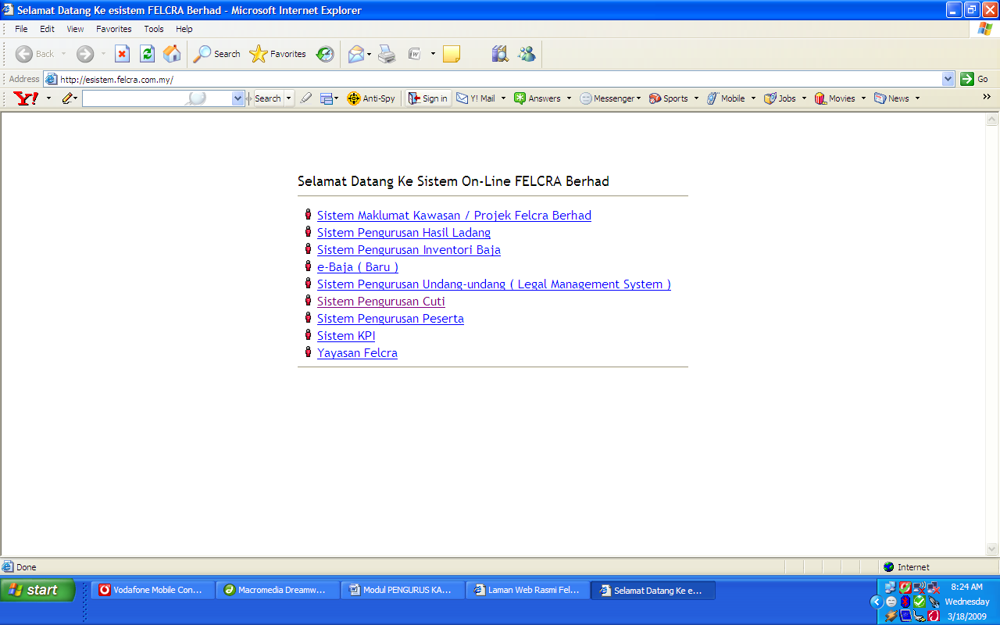 Selamat Datang Ke esistem FELCRA Berhad - Microsoft Internet Explorer
File Edit View Favorites Tools Help
Back Search Favorites
Address http://esistem.felcra.com.my/ Go
Y! Search Anti-Spy Sign in Y! Mail Answers Messenger Sports Mobile Jobs Movies News »
Selamat Datang Ke Sistem On-Line FELCRA Berhad
Sistem Maklumat Kawasan / Projek Felcra Berhad
Sistem Pengurusan Hasil Ladang
Sistem Pengurusan Inventori Baja
e-Baja ( Baru )
Sistem Pengurusan Undang-undang ( Legal Management System )
Sistem Pengurusan Cuti
Sistem Pengurusan Peserta
Sistem KPI
Yayasan Felcra
Done Internet
start Vodafone Mobile Con... Macromedia Dreamw... Modul PENGURUS KA... Laman Web Rasmi Fel... Selamat Datang Ke e... 8:24 AM
Wednesday
3/18/2009